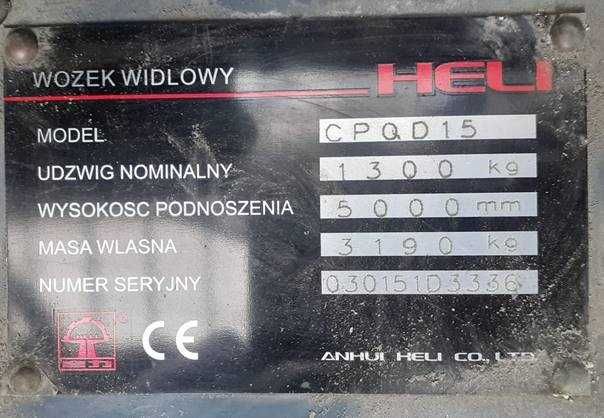 WOZEK WIDLOWY HELI
MODEL CPQD15
UDZWIG NOMINALNY 1300 kg
WYSOKOSC PODNOSZENIA 5000 mm
MASA WLASNA 3190 kg
NUMER SERYJNY 030151D3336
CE ANHUI HELI CO., LTD.